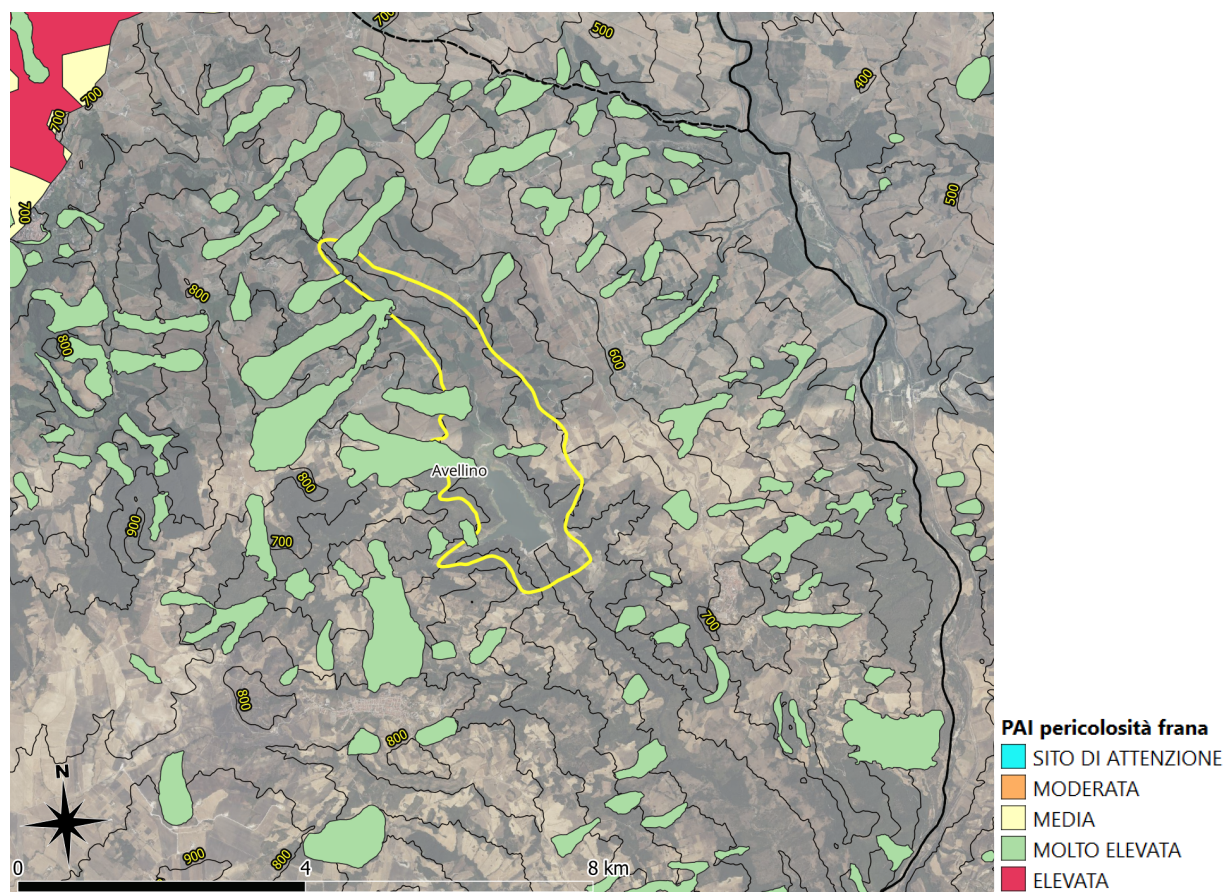 700
500
400
700
700
500
700
800
800
600
Avellino
800
900
700
700
800
800
900
800
N
0 4 8 km
PAI pericolosità frana
SITO DI ATTENZIONE
MODERATA
MEDIA
MOLTO ELEVATA
ELEVATA